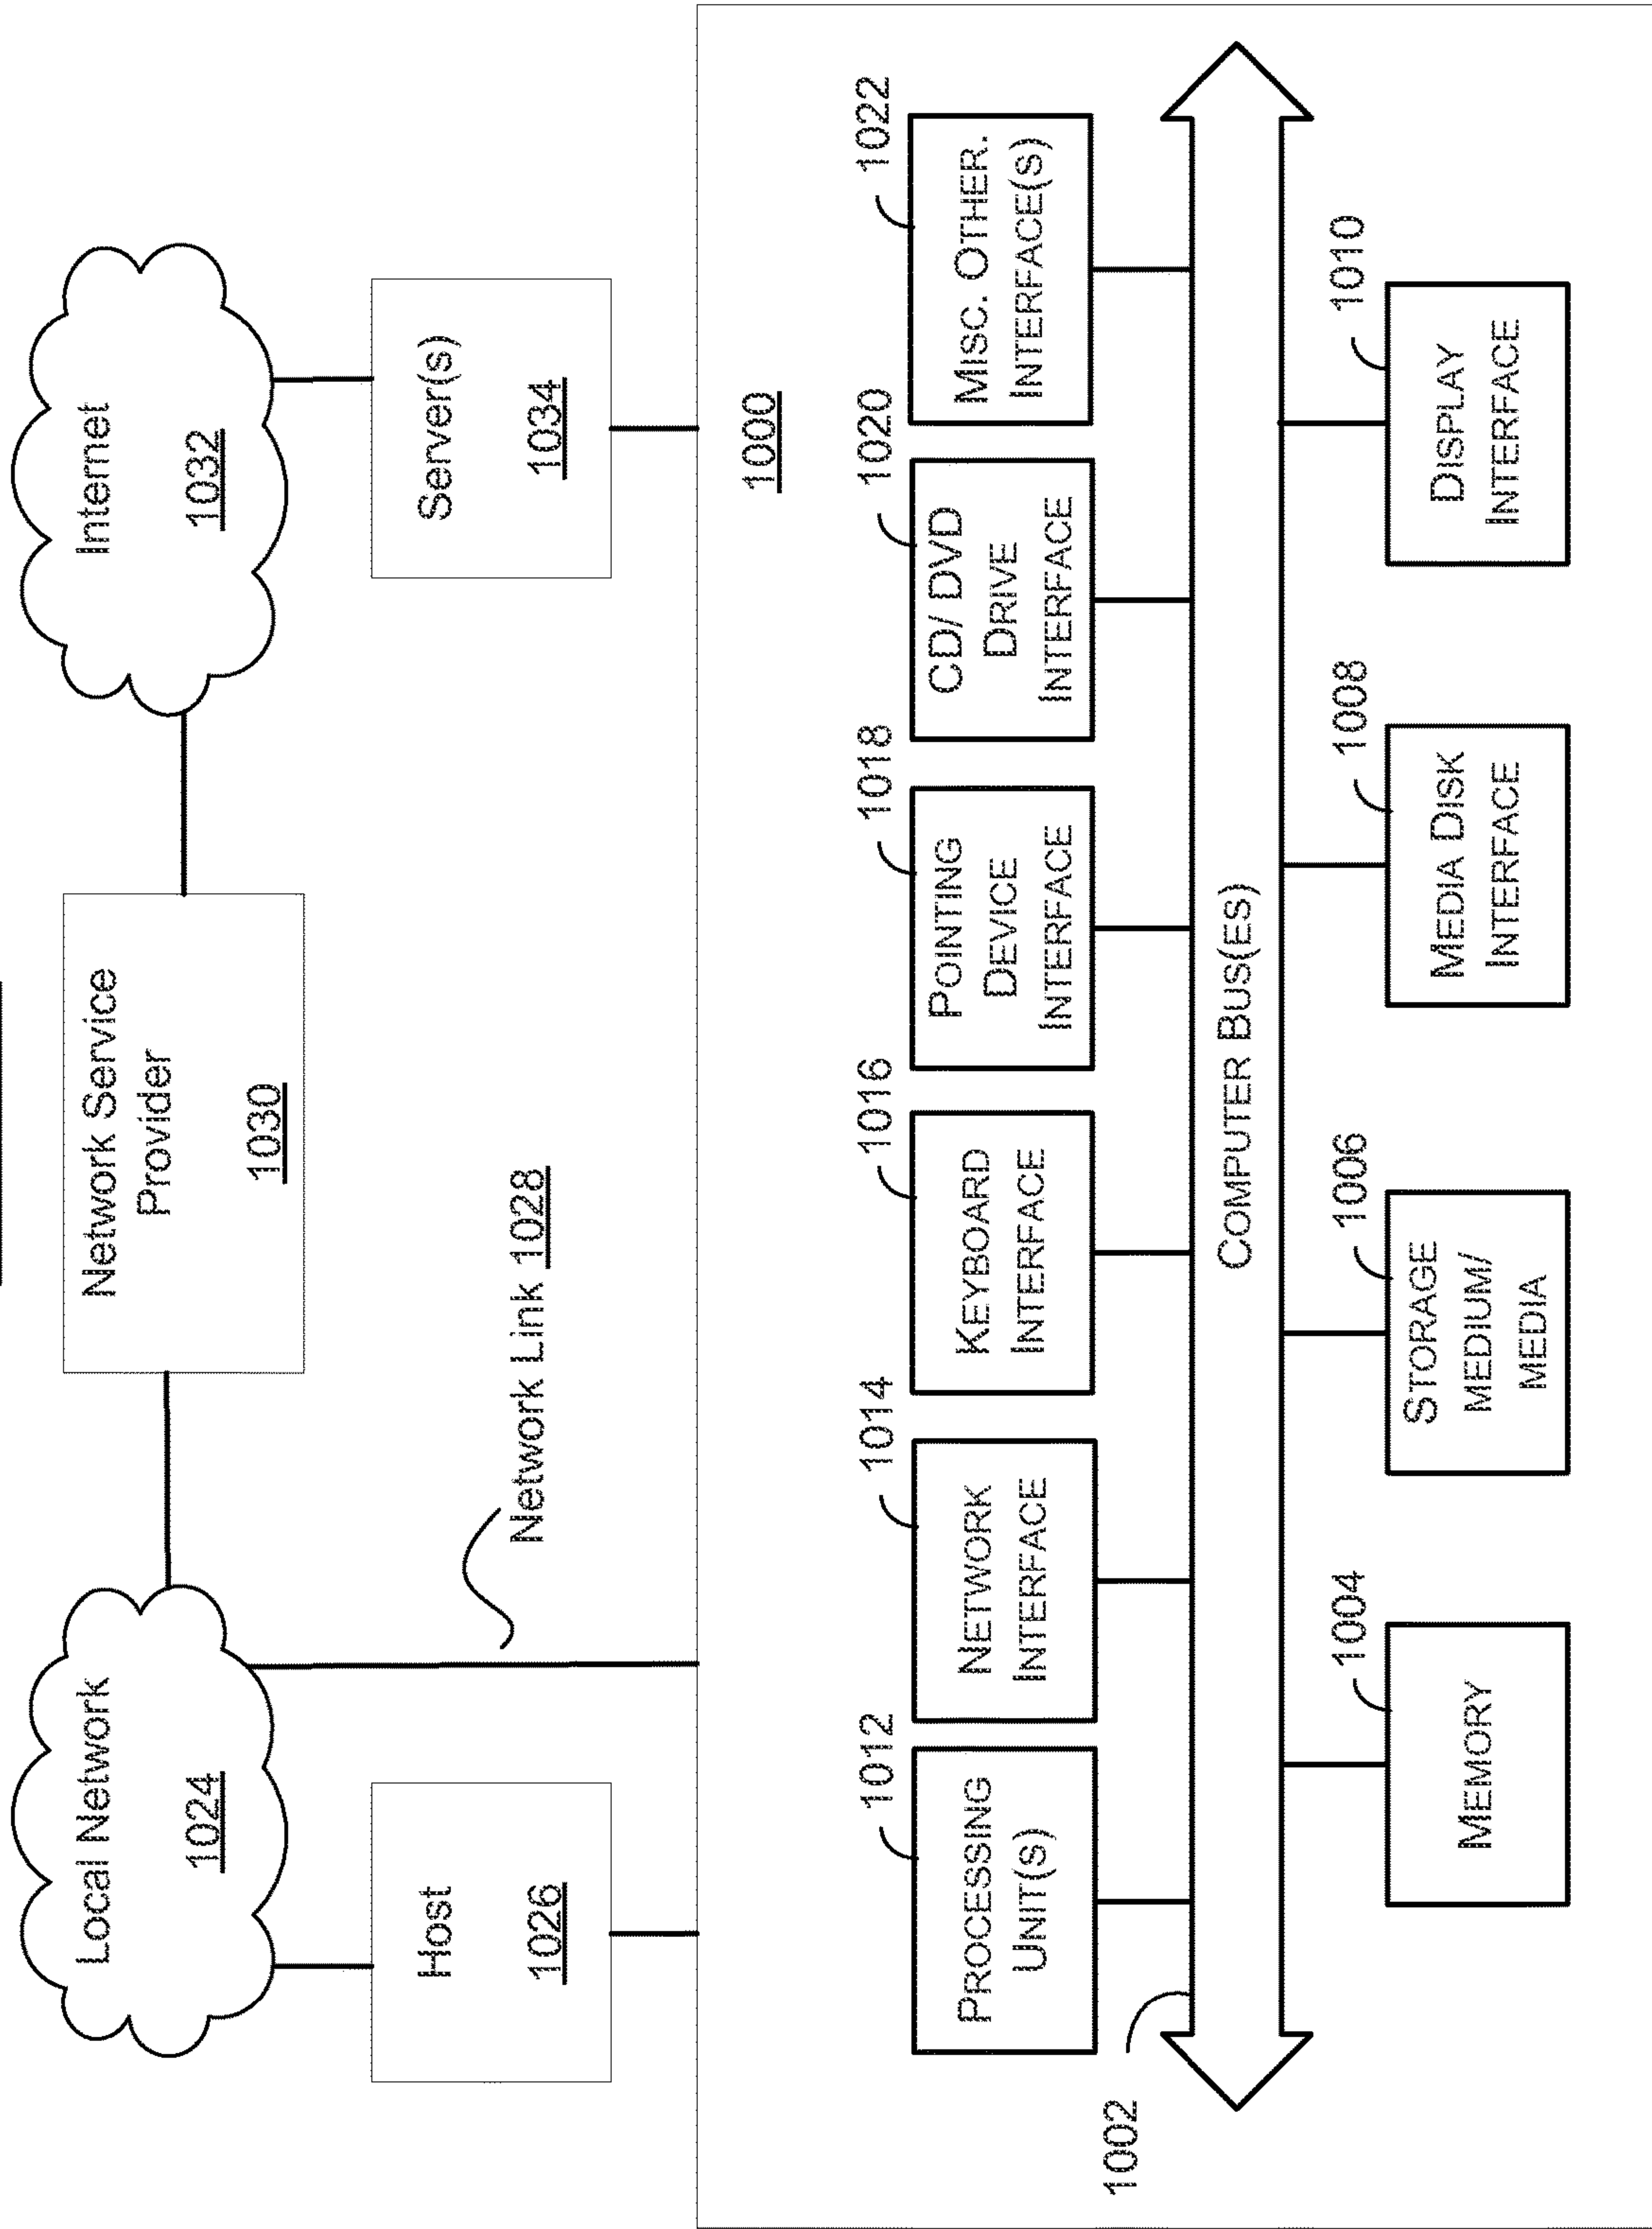 Local Network
1024
Network Service
Provider
1030
Internet
1032
Host
1026
Network Link 1028
Server(s)
1034
1000
1012
PROCESSING
UNIT(S)
1014
NETWORK
INTERFACE
1016
KEYBOARD
INTERFACE
1018
POINTING
DEVICE
INTERFACE
1020
CD/ DVD
DRIVE
INTERFACE
1022
MISC. OTHER.
INTERFACE(S)
1002
COMPUTER BUS(ES)
1004
MEMORY
1006
STORAGE
MEDIUM/
MEDIA
1008
MEDIA DISK
INTERFACE
1010
DISPLAY
INTERFACE